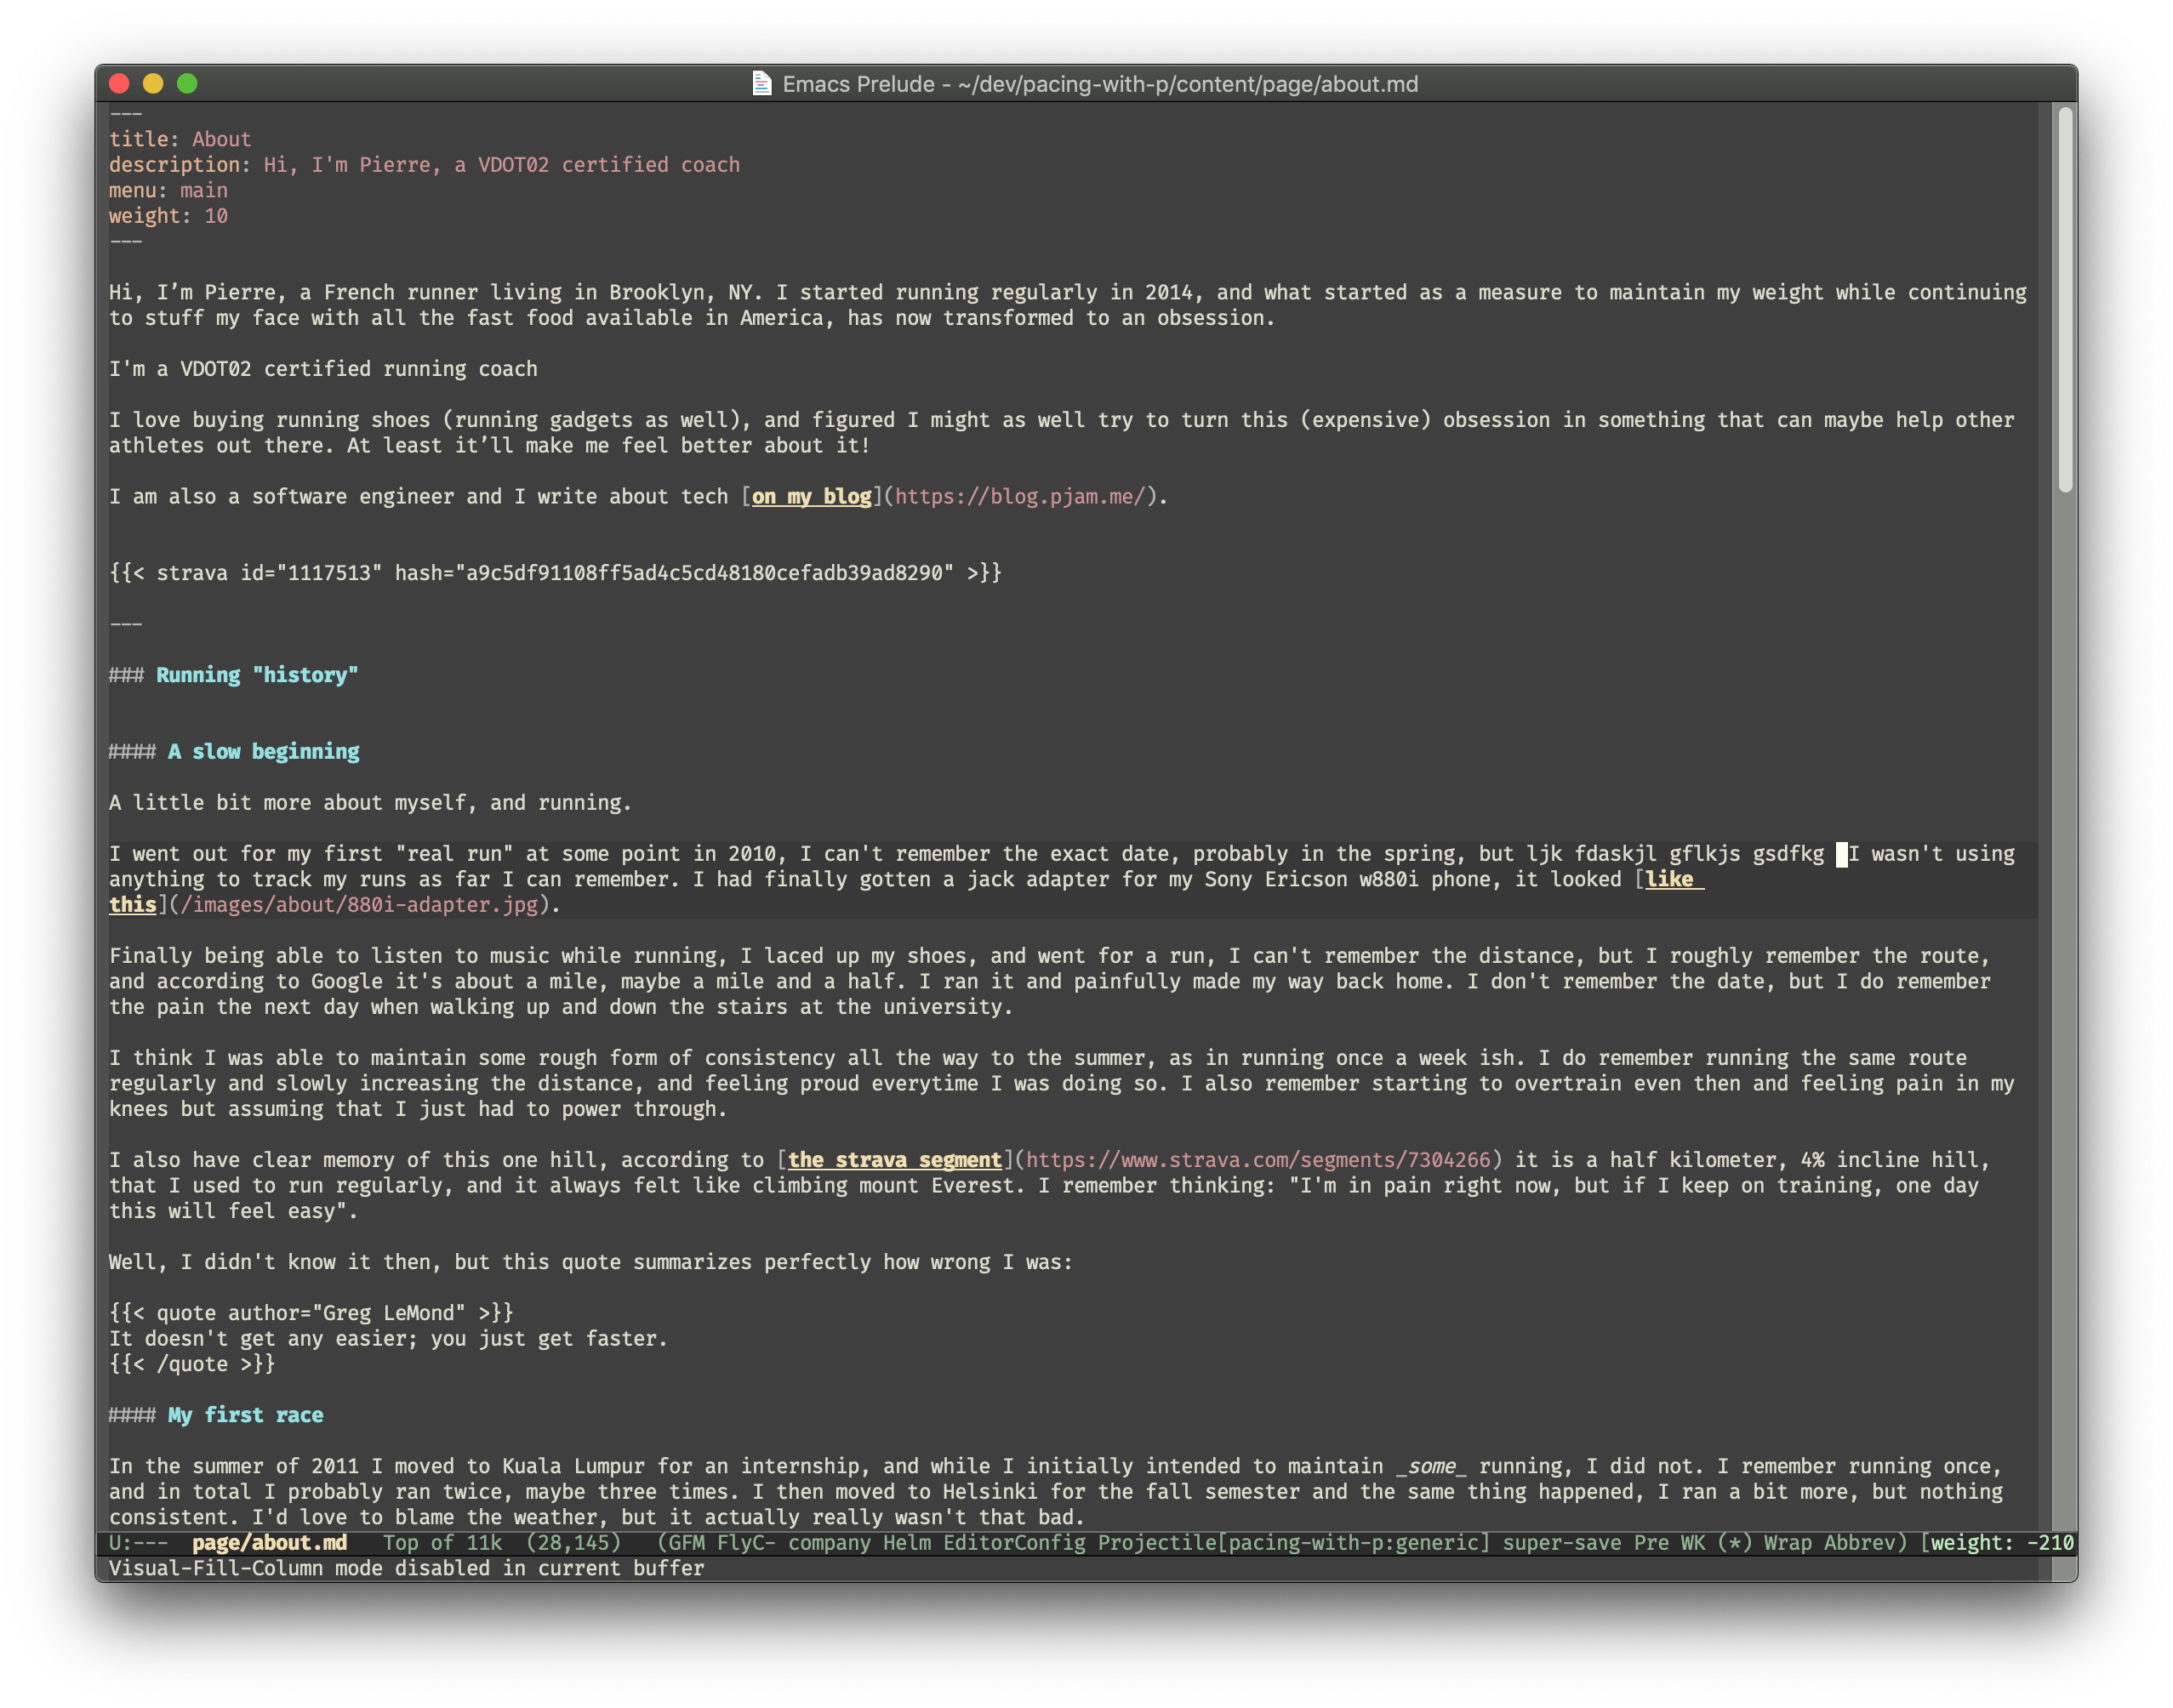 Emacs Prelude - ~/dev/pacing-with-p/content/page/about.md
---
title: About
description: Hi, I'm Pierre, a VDOT02 certified coach
menu: main
weight: 10
---
Hi, I’m Pierre, a French runner living in Brooklyn, NY. I started running regularly in 2014, and what started as a measure to maintain my weight while continuing
to stuff my face with all the fast food available in America, has now transformed to an obsession.
I'm a VDOT02 certified running coach
I love buying running shoes (running gadgets as well), and figured I might as well try to turn this (expensive) obsession in something that can maybe help other
athletes out there. At least it’ll make me feel better about it!
I am also a software engineer and I write about tech [on my blog](https://blog.pjam.me/).
{{< strava id="1117513" hash="a9c5df91108ff5ad4c5cd48180cefadb39ad8290" >}}
---
### Running "history"
#### A slow beginning
A little bit more about myself, and running.
I went out for my first "real run" at some point in 2010, I can't remember the exact date, probably in the spring, but ljk fdaskjl gflkjs gsdfkg I wasn't using
anything to track my runs as far I can remember. I had finally gotten a jack adapter for my Sony Ericson w880i phone, it looked [like
this](/images/about/880i-adapter.jpg).
Finally being able to listen to music while running, I laced up my shoes, and went for a run, I can't remember the distance, but I roughly remember the route,
and according to Google it's about a mile, maybe a mile and a half. I ran it and painfully made my way back home. I don't remember the date, but I do remember
the pain the next day when walking up and down the stairs at the university.
I think I was able to maintain some rough form of consistency all the way to the summer, as in running once a week ish. I do remember running the same route
regularly and slowly increasing the distance, and feeling proud everytime I was doing so. I also remember starting to overtrain even then and feeling pain in my
knees but assuming that I just had to power through.
I also have clear memory of this one hill, according to [the strava segment](https://www.strava.com/segments/7304266) it is a half kilometer, 4% incline hill,
that I used to run regularly, and it always felt like climbing mount Everest. I remember thinking: "I'm in pain right now, but if I keep on training, one day
this will feel easy".
Well, I didn't know it then, but this quote summarizes perfectly how wrong I was:
{{< quote author="Greg LeMond" >}}
It doesn't get any easier; you just get faster.
{{< /quote >}}
#### My first race
In the summer of 2011 I moved to Kuala Lumpur for an internship, and while I initially intended to maintain _some_ running, I did not. I remember running once,
and in total I probably ran twice, maybe three times. I then moved to Helsinki for the fall semester and the same thing happened, I ran a bit more, but nothing
consistent. I'd love to blame the weather, but it actually really wasn't that bad.
U:--- page/about.md Top of 11k (28,145) (GFM FlyC- company Helm EditorConfig Projectile[pacing-with-p:generic] super-save Pre WK (*) Wrap Abbrev) [weight: -210
Visual-Fill-Column mode disabled in current buffer